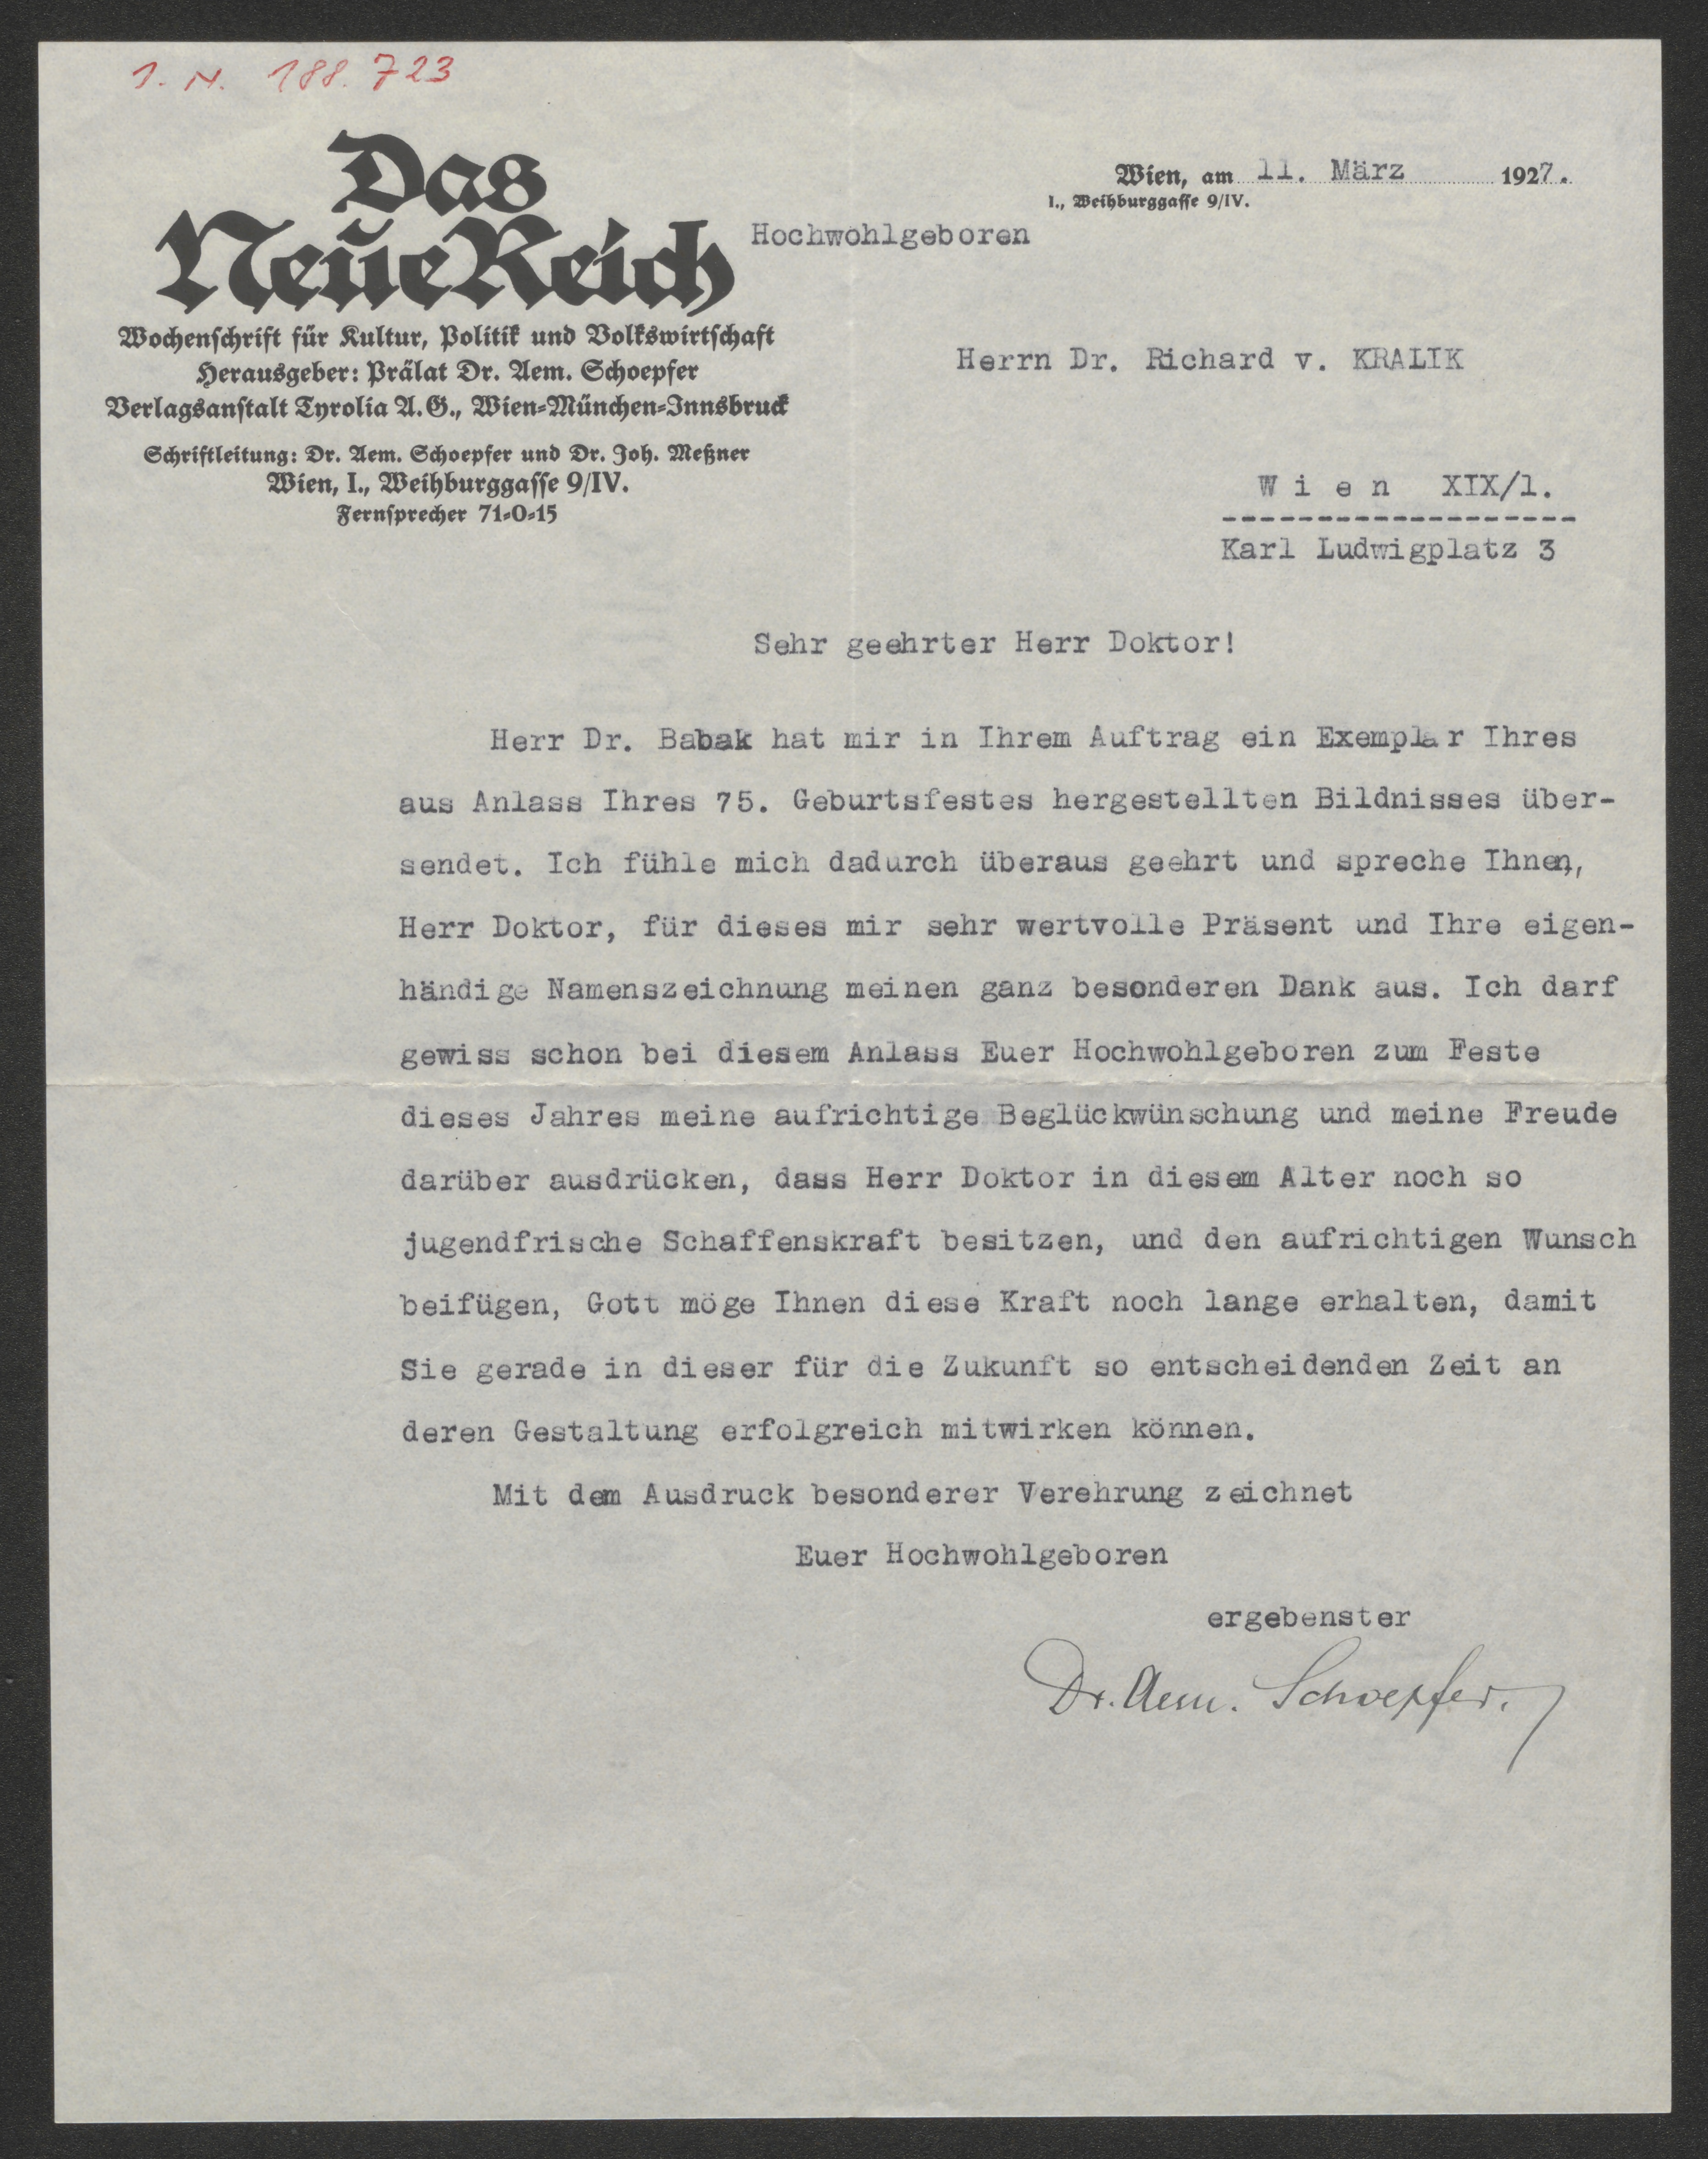 I. N. 188.723
Das
Neue Reich
Wochenschrift für Kultur, Politik und Volkswirtschaft
Herausgeber: Prälat Dr. Aem. Schoepfer
Verlagsanstalt Tyrolia A. G., Wien-München-Innsbruck
Schriftleitung: Dr. Aem. Schoepfer und Dr. Joh. Meßner
Wien, I., Weihburggasse 9/IV.
Fernsprecher 71-0-15
Wien, am 11. März 1927.
I., Weihburggasse 9/IV.
Hochwohlgeboren
Herrn Dr. Richard v. KRALIK
Wien XIX/1.
Karl Ludwigplatz 3
Sehr geehrter Herr Doktor!
Herr Dr. Babak hat mir in Ihrem Auftrag ein Exemplar Ihres
aus Anlass Ihres 75. Geburtsfestes hergestellten Bildnisses über-
sendet. Ich fühle mich dadurch überaus geehrt und spreche Ihnen,
Herr Doktor, für dieses mir sehr wertvolle Präsent und Ihre eigen-
händige Namenszeichnung meinen ganz besonderen Dank aus. Ich darf
gewiss schon bei diesem Anlass Euer Hochwohlgeboren zum Feste
dieses Jahres meine aufrichtige Beglückwünschung und meine Freude
darüber ausdrücken, dass Herr Doktor in diesem Alter noch so
jugendfrische Schaffenskraft besitzen, und den aufrichtigen Wunsch
beifügen, Gott möge Ihnen diese Kraft noch lange erhalten, damit
Sie gerade in dieser für die Zukunft so entscheidenden Zeit an
deren Gestaltung erfolgreich mitwirken können.
Mit dem Ausdruck besonderer Verehrung zeichnet
Euer Hochwohlgeboren
ergebenster
Dr. Aem. Schoepfer.